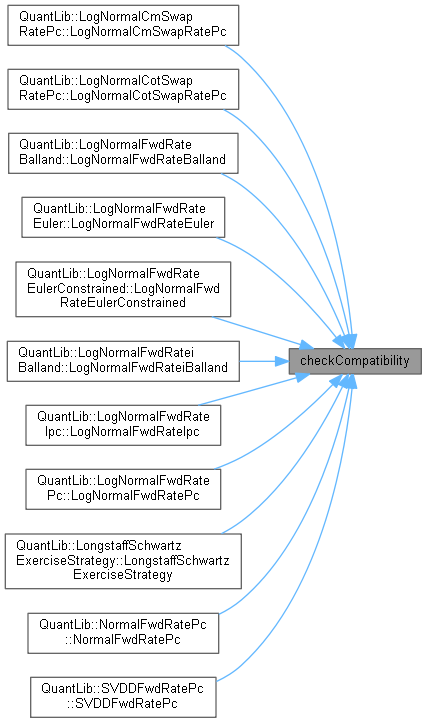 QuantLib::LogNormalCmSwap
RatePc::LogNormalCmSwapRatePc
QuantLib::LogNormalCotSwap
RatePc::LogNormalCotSwapRatePc
QuantLib::LogNormalFwdRate
Balland::LogNormalFwdRateBalland
QuantLib::LogNormalFwdRate
Euler::LogNormalFwdRateEuler
QuantLib::LogNormalFwdRate
EulerConstrained::LogNormalFwd
RateEulerConstrained
checkCompatibility
QuantLib::LogNormalFwdRatei
Balland::LogNormalFwdRateiBalland
QuantLib::LogNormalFwdRate
Ipc::LogNormalFwdRateIpc
QuantLib::LogNormalFwdRate
Pc::LogNormalFwdRatePc
QuantLib::LongstaffSchwartz
ExerciseStrategy::LongstaffSchwartz
ExerciseStrategy
QuantLib::NormalFwdRatePc
::NormalFwdRatePc
QuantLib::SVDDFwdRatePc
::SVDDFwdRatePc